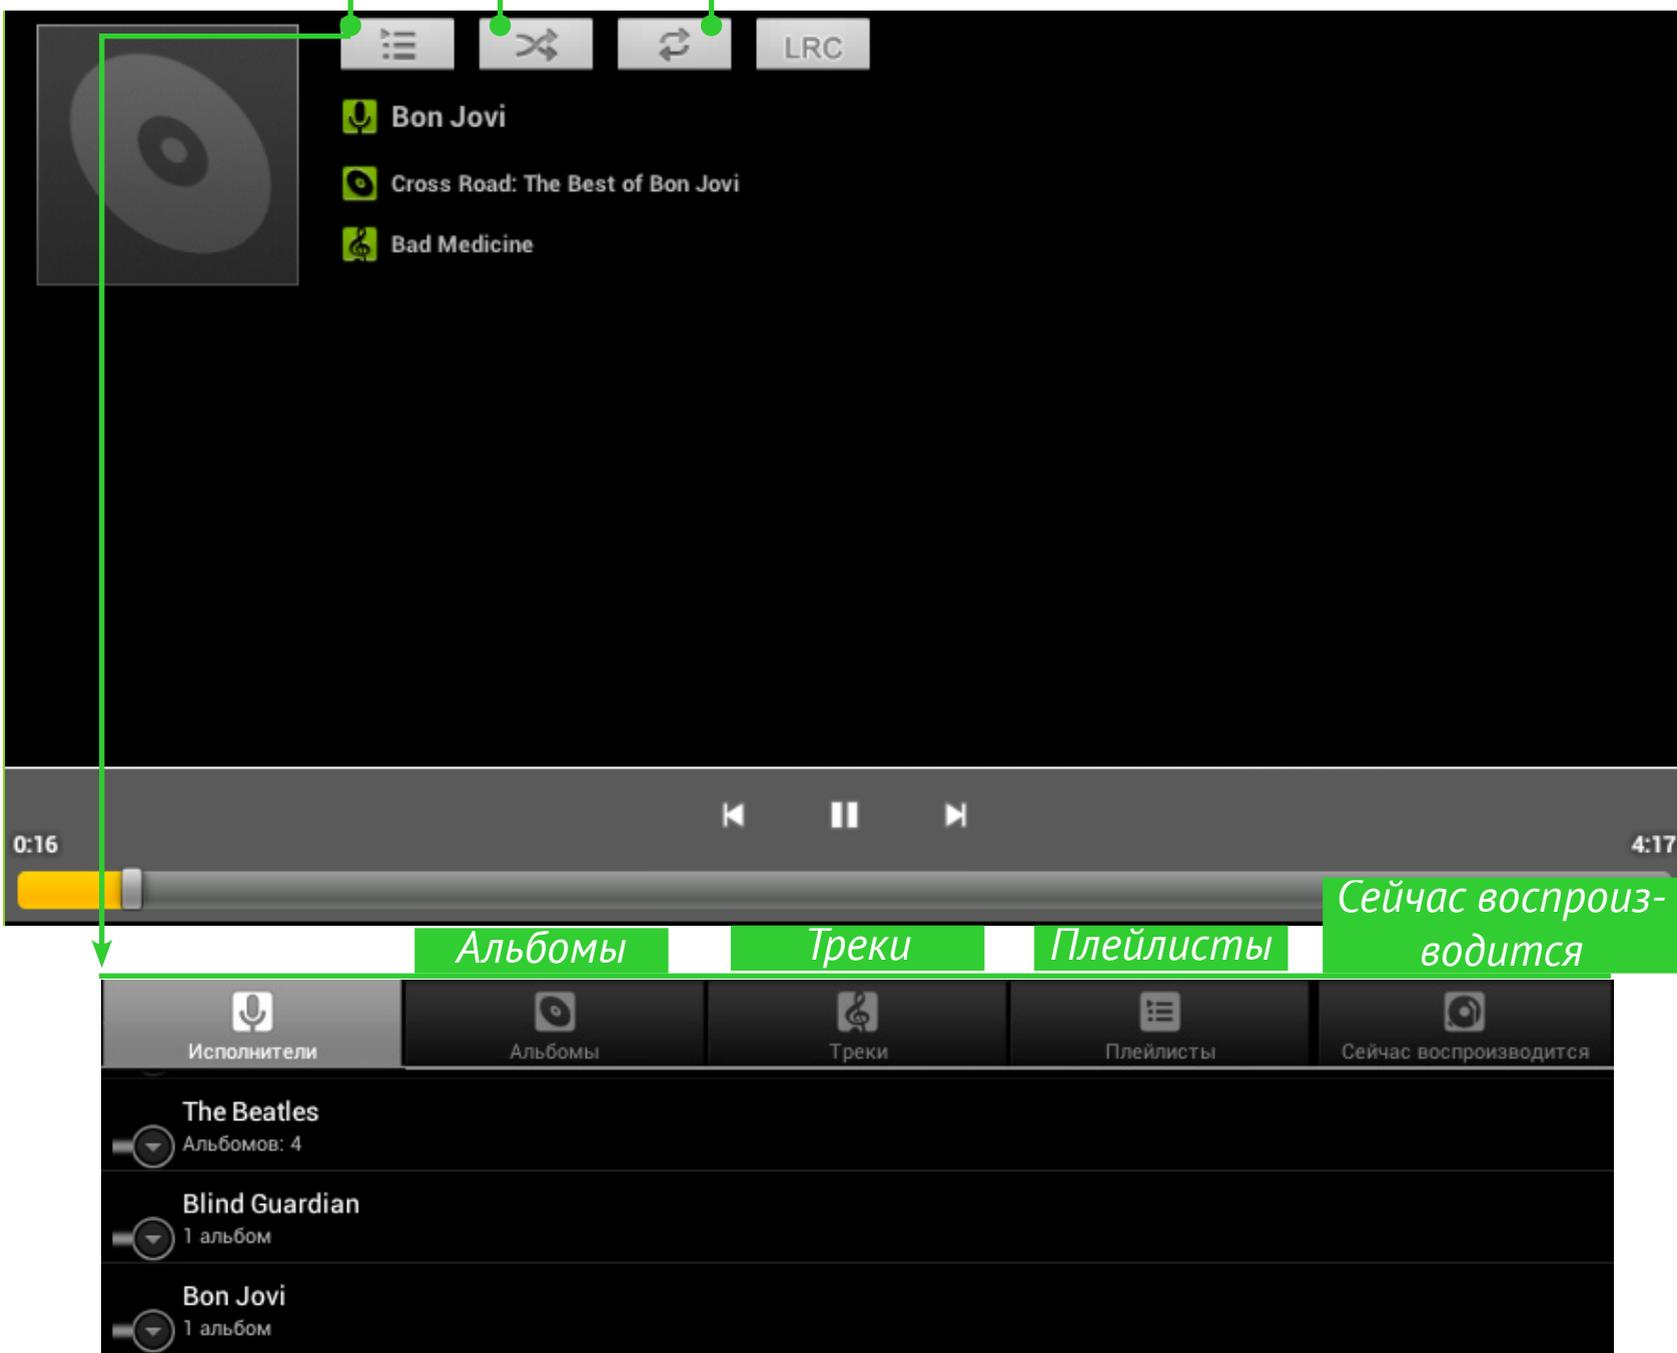 LRC
Bon Jovi
Cross Road: The Best of Bon Jovi
Bad Medicine
0:16
4:17
Сейчас воспроиз-
водится
Альбомы
Треки
Плейлисты
Исполнители
Альбомы
Треки
Плейлисты
Сейчас воспроизводится
The Beatles
Альбомов: 4
Blind Guardian
1 альбом
Bon Jovi
1 альбом